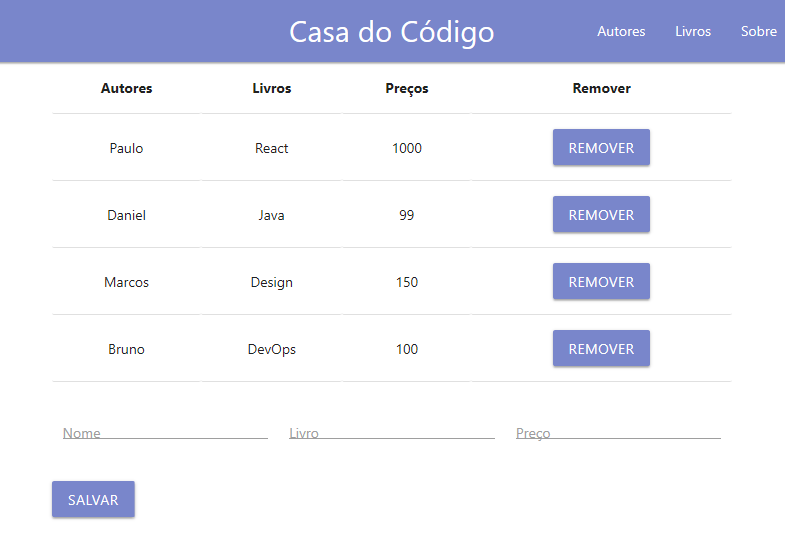 Casa do Código Autores Livros Sobre
Autores Livros Preços Remover
Paulo React 1000 REMOVER
Daniel Java 99 REMOVER
Marcos Design 150 REMOVER
Bruno DevOps 100 REMOVER
Nome Livro Preço
SALVAR